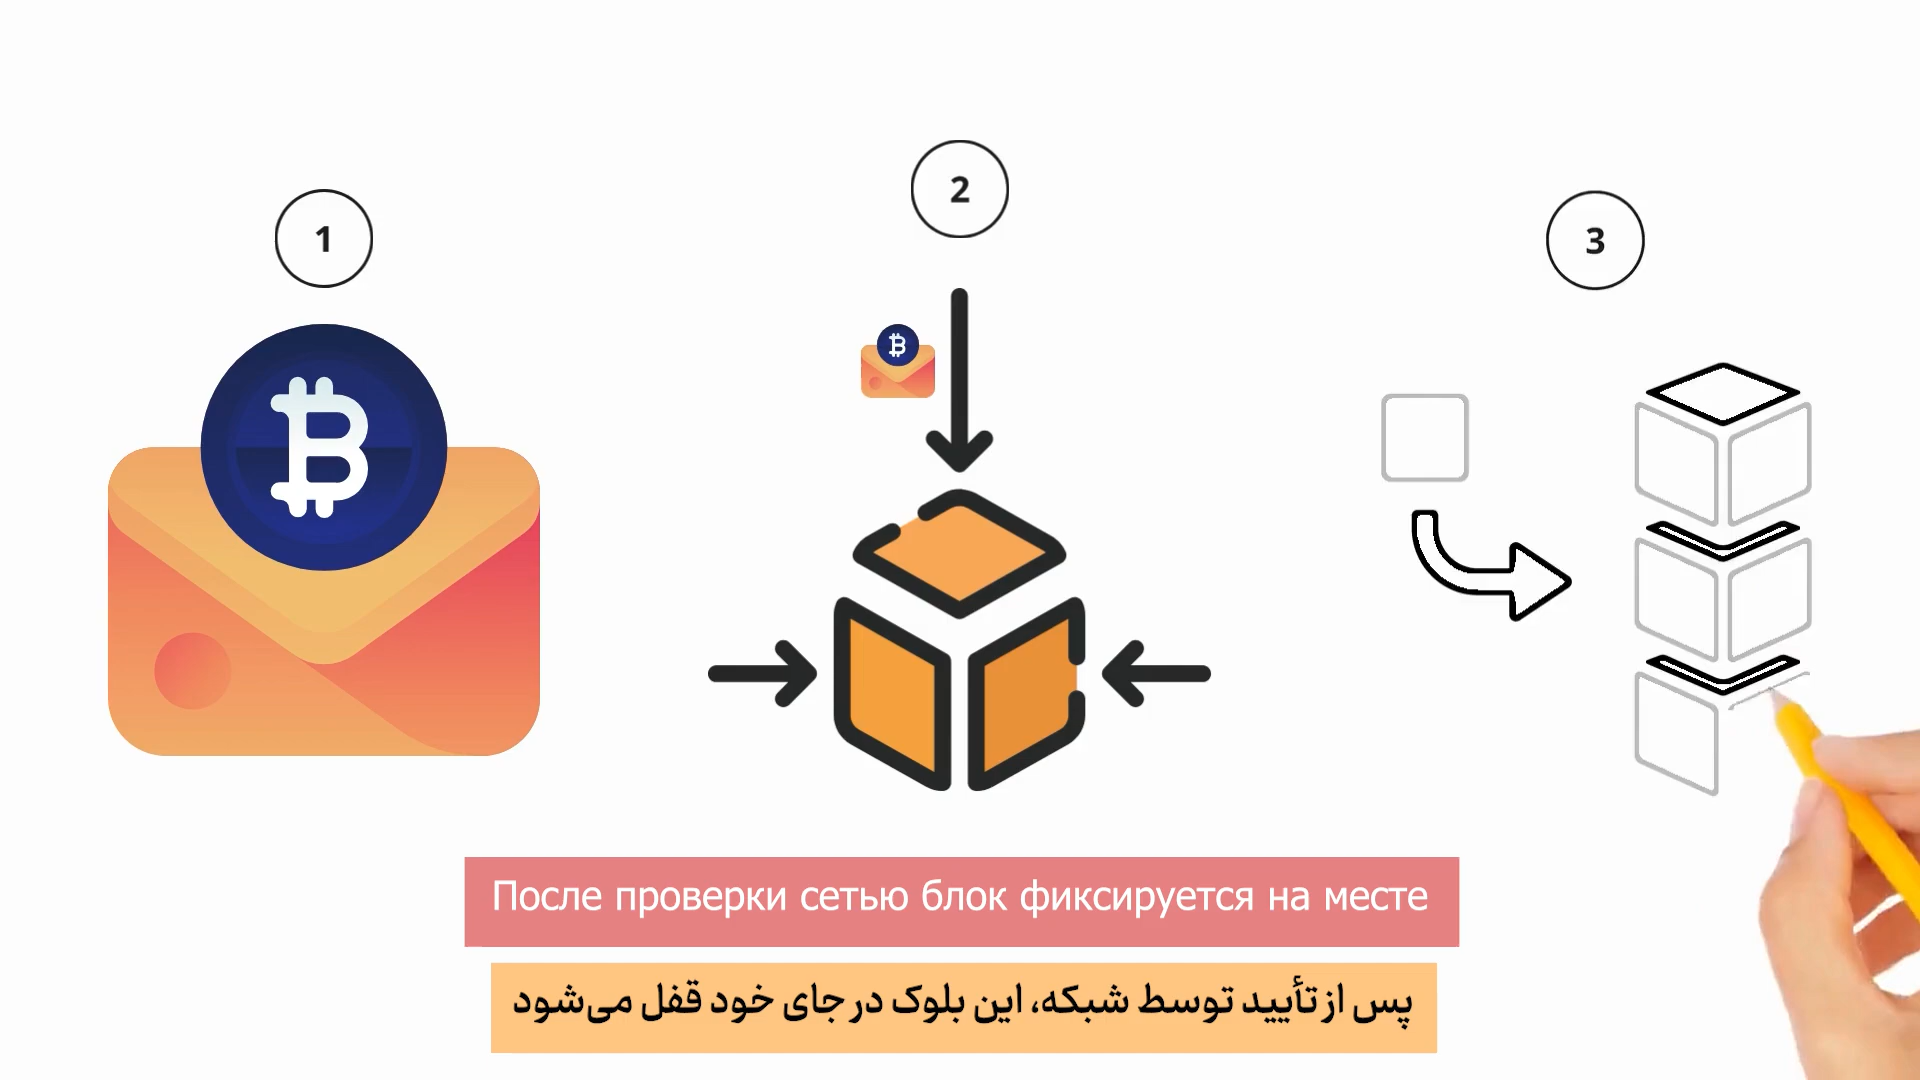 1
2
3
После проверки сетью блок фиксируется на месте
پس از تأیید توسط شبکه، این بلوک در جای خود قفل می‌شود